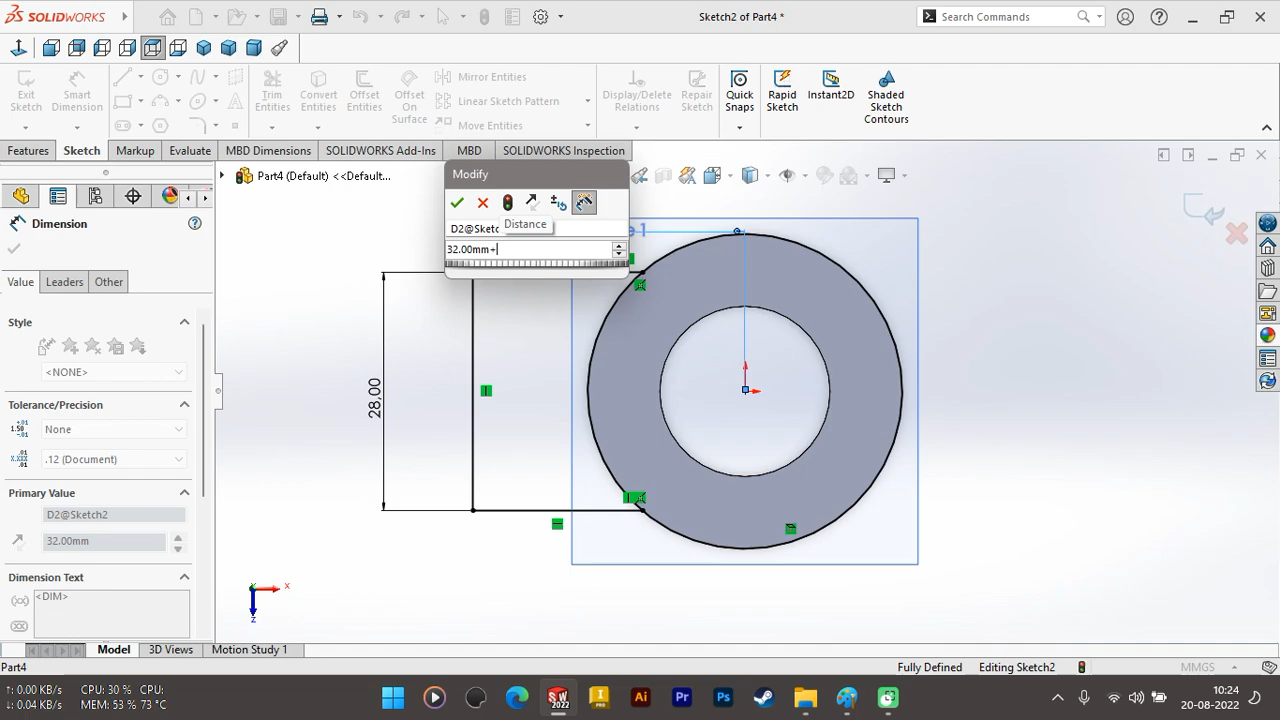 SOLIDWORKS
Sketch2 of Part4 *
Search Commands
Exit
Sketch
Smart
Dimension
Trim
Entities
Convert
Entities
Offset
Entities
Offset
On
Surface
Mirror Entities
Linear Sketch Pattern
Move Entities
Display/Delete
Relations
Repair
Sketch
Quick
Snaps
Rapid
Sketch
Instant2D
Shaded
Sketch
Contours
Features
Sketch
Markup
Evaluate
MBD Dimensions
SOLIDWORKS Add-Ins
MBD
SOLIDWORKS Inspection
Part4 (Default) <<Default...
Modify
Distance
D2@Sketc
32.00mm+
e 1
28,00
Dimension
Value
Leaders
Other
Style
<NONE>
Tolerance/Precision
None
.12 (Document)
Primary Value
D2@Sketch2
32.00mm
Dimension Text
<DIM>
x
z
Model
3D Views
Motion Study 1
Part4
Fully Defined
Editing Sketch2
MMGS
↑: 0.00 KB/s
↓: 0.00 KB/s
CPU: 30 %
MEM: 53 %
CPU:
78 °C
10:24
20-08-2022